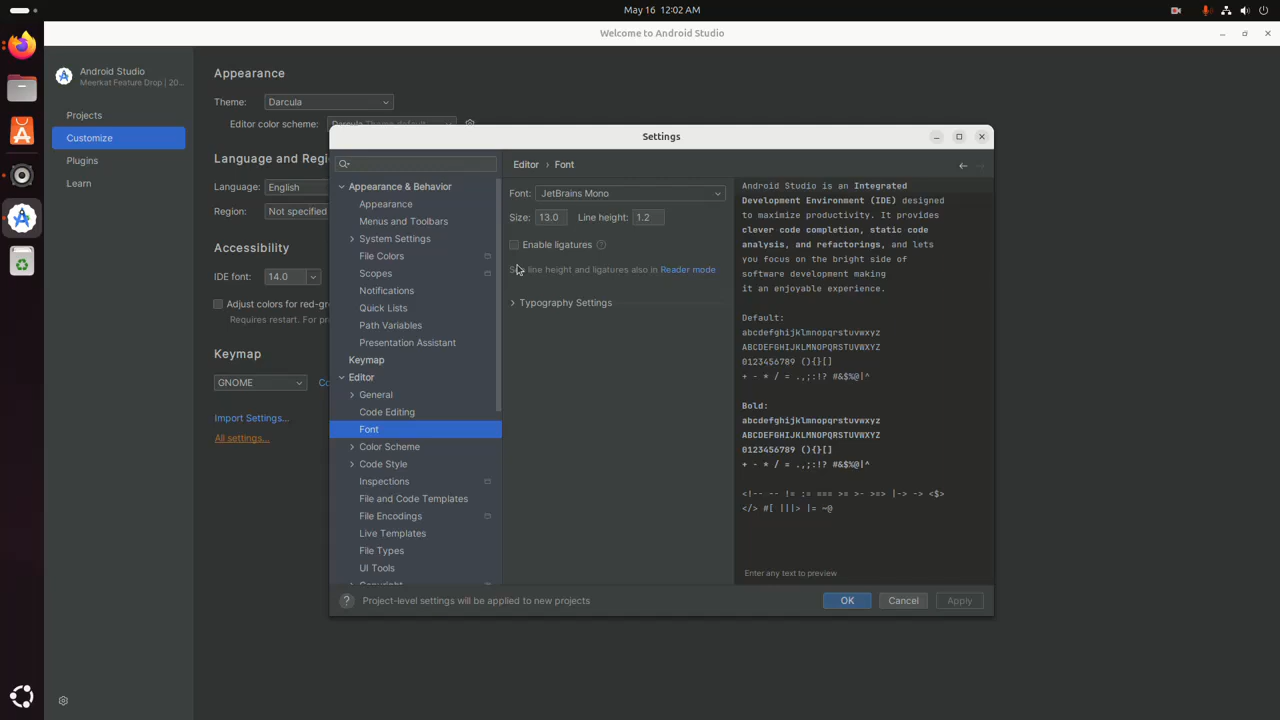 May 16 12:02 AM
Welcome to Android Studio
Android Studio
Meerkat Feature Drop | 20...
Projects
Customize
Plugins
Learn
Appearance
Theme: Darcula
Editor color scheme: Darcula Theme default
Language and Regi
Language: English
Region: Not specified
Accessibility
IDE font: 14.0
Adjust colors for red-gr
Requires restart. For pr
Keymap
GNOME
Co
Import Settings...
All settings...
Settings
Appearance & Behavior
Appearance
Menus and Toolbars
System Settings
File Colors
Scopes
Notifications
Quick Lists
Path Variables
Presentation Assistant
Keymap
Editor
General
Code Editing
Font
Color Scheme
Code Style
Inspections
File and Code Templates
File Encodings
Live Templates
File Types
UI Tools
Copyright
Editor › Font
Font: JetBrains Mono
Size: 13.0 Line height: 1.2
Enable ligatures ?
line height and ligatures also in Reader mode
Typography Settings
Android Studio is an Integrated
Development Environment (IDE) designed
to maximize productivity. It provides
clever code completion, static code
analysis, and refactorings, and lets
you focus on the bright side of
software development making
it an enjoyable experience.
Default:
abcdefghijklmnopqrstuvwxyz
ABCDEFGHIJKLMNOPQRSTUVWXYZ
0123456789 (){}[]
+ - * / = .,;:!? #&$%@|^
Bold:
abcdefghijklmnopqrstuvwxyz
ABCDEFGHIJKLMNOPQRSTUVWXYZ
0123456789 (){}[]
+ - * / = .,;:!? #&$%@|^
<!-- -- != := === >= >- >=> |-> -> <$>
</> #[ |||> |= ~@
Enter any text to preview
? Project-level settings will be applied to new projects
OK
Cancel
Apply